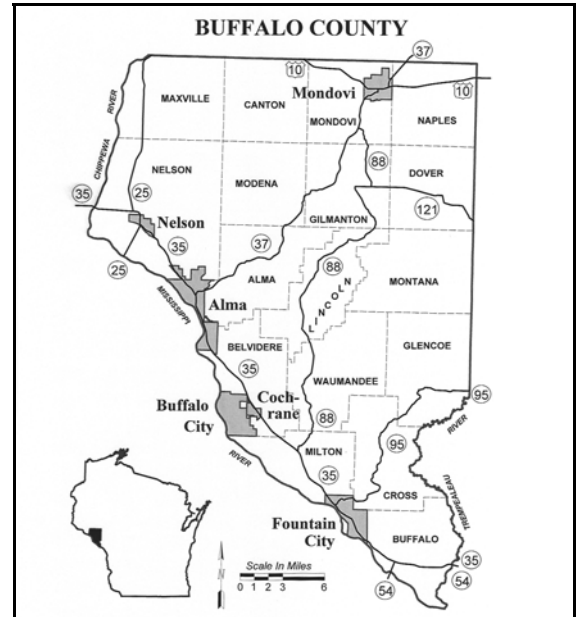 BUFFALO COUNTY
37
10
Mondovi
10
MAXVILLE
CANTON
MONDOVI
NAPLES
CHIPPEWA RIVER
NELSON
MODENA
88
DOVER
35
25
121
Nelson
GILMANTON
35
37
25
ALMA
88
MONTANA
MISSISSIPPI
Alma
LINCOLN
BELVIDERE
GLENCOE
35
WAUMANDEE
95
Buffalo
City
Coch-
rane
88
95
RIVER
RIVER
MILTON
35
CROSS
TREMPEALEAU
Fountain
City
BUFFALO
35
54
54
N
Scale In Miles
0 1 2 3 6